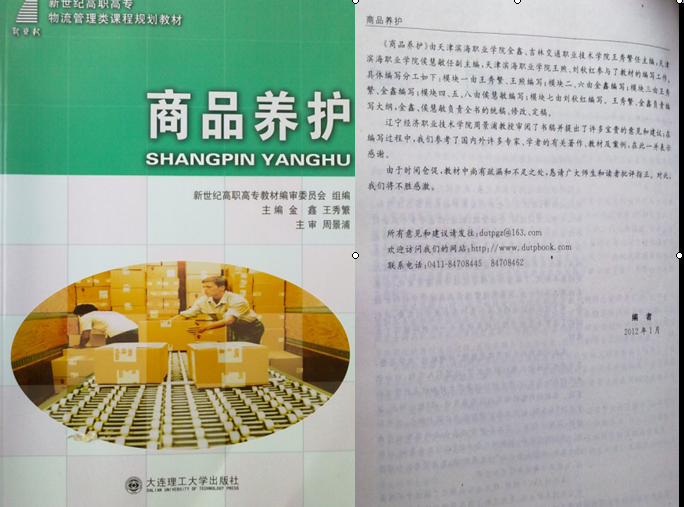 新世纪高职高专
物流管理类课程规划教材
新世纪
商品养护
SHANGPIN YANGHU
新世纪高职高专教材编审委员会 组编
主编 金 鑫 王秀繁
主审 周景浦
大连理工大学出版社
DALIAN UNIVERSITY OF TECHNOLOGY PRESS
商品养护
《商品养护》由天津滨海职业学院金鑫、吉林交通职业技术学院王秀繁任主编,天津
滨海职业学院侯慧敏任副主编,天津滨海职业学院王熙、刘秋红参与了教材的编写工作。
具体编写分工如下:模块一由王秀繁、王熙编写;模块二、六由金鑫编写;模块三由王秀
繁、金鑫编写;模块四、五、八由侯慧敏编写;模块七由刘秋红编写。王秀繁、金鑫负责编
写大纲,金鑫、侯慧敏负责全书的统稿、修改、定稿。
辽宁经济职业技术学院周景浦教授审阅了书稿并提出了许多宝贵的意见和建议;在
编写过程中,我们参考了国内外许多专家、学者的有关著作、教材及案例,在此一并表示
感谢。
由于时间仓促,教材中尚有疏漏和不足之处,恳请广大师生和读者批评指正。对此,
我们将不胜感激。
所有意见和建议请发往:dutpgz@163.com
欢迎访问我们的网站:http://www.dutpbook.com
联系电话:0411-84708445 84708462
编 者
2012年1月